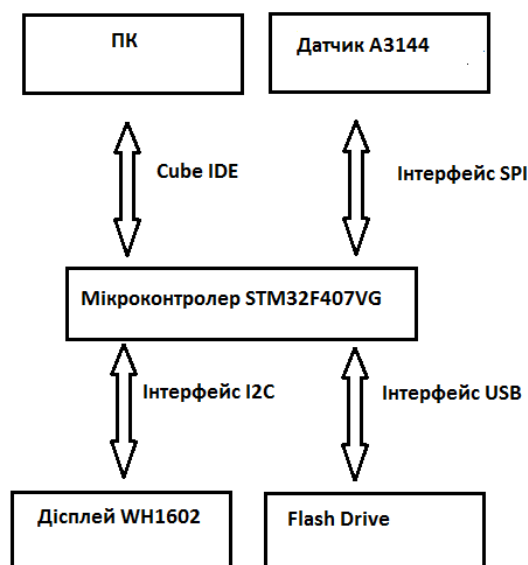 ПК
Датчик А3144
Cube IDE
Інтерфейс SPI
Мікроконтролер STM32F407VG
Інтерфейс I2C
Інтерфейс USB
Дісплей WH1602
Flash Drive